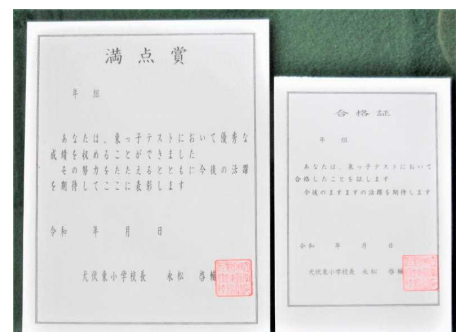 満点賞
年 組
あなたは、東っ子テストにおいて優秀な
成績を収めることができました
その努力をたたえるとともに今後の活躍
を期待してここに表彰します
令和 年 月 日
犬伏東小学校長 永松 啓
合格証
年 組
あなたは、東っ子テストにおいて
合格したことを証します
今後のますますの活躍を期待します
令和 年 月 日
犬伏東小学校長 永松 啓